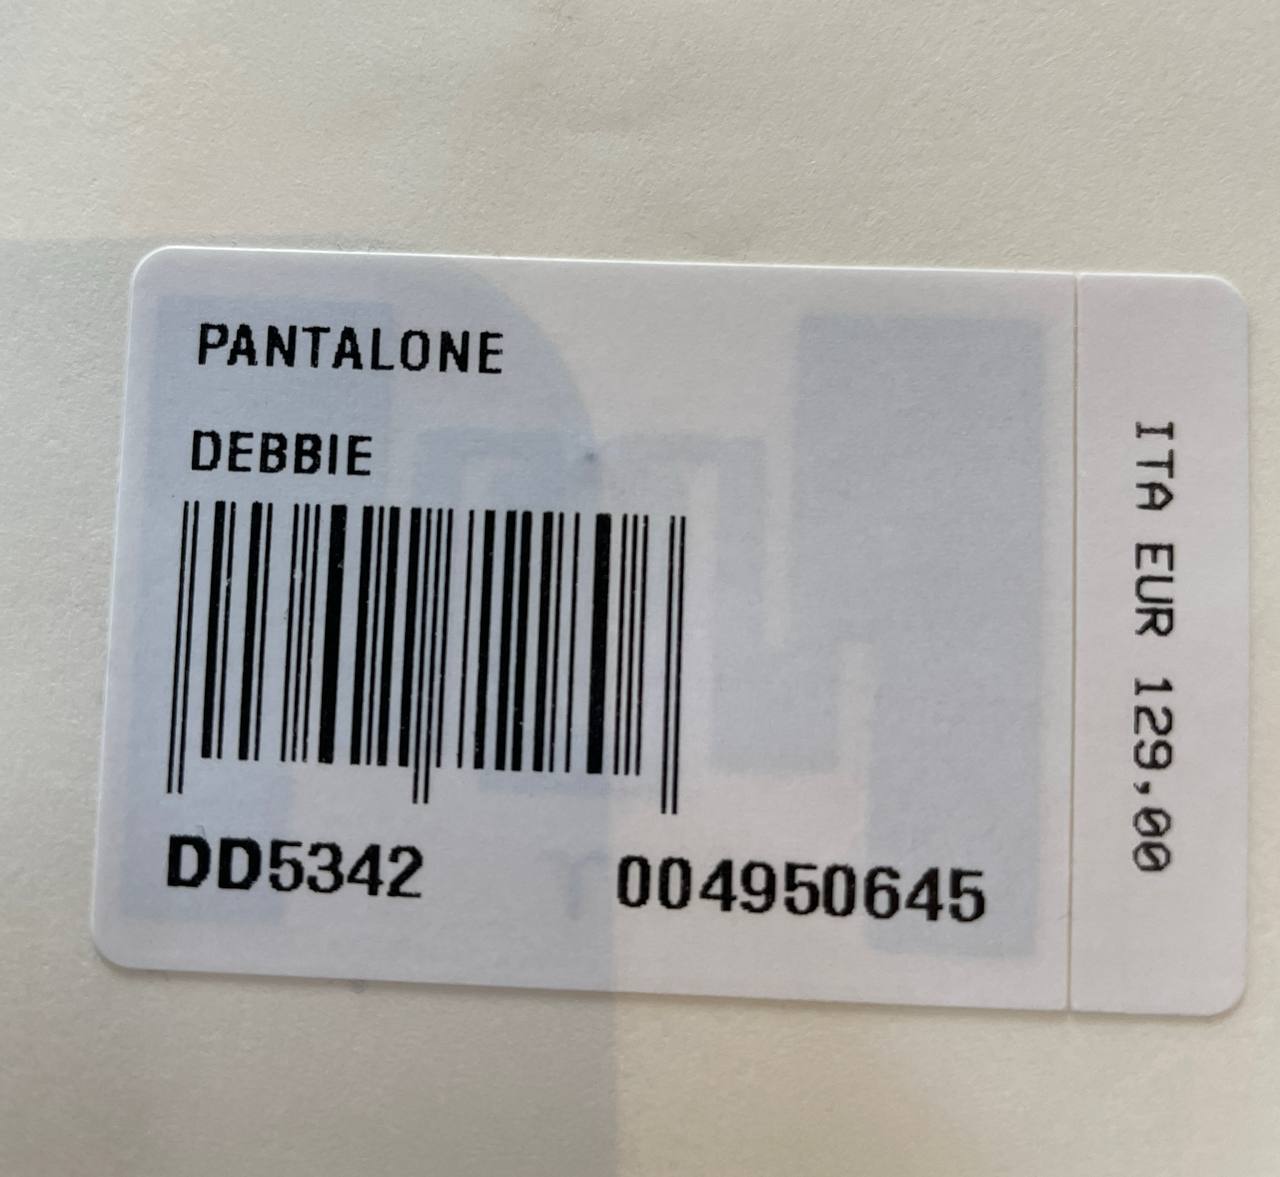 PANTALONE
DEBBIE
DD5342 004950645
ITA EUR 129,00